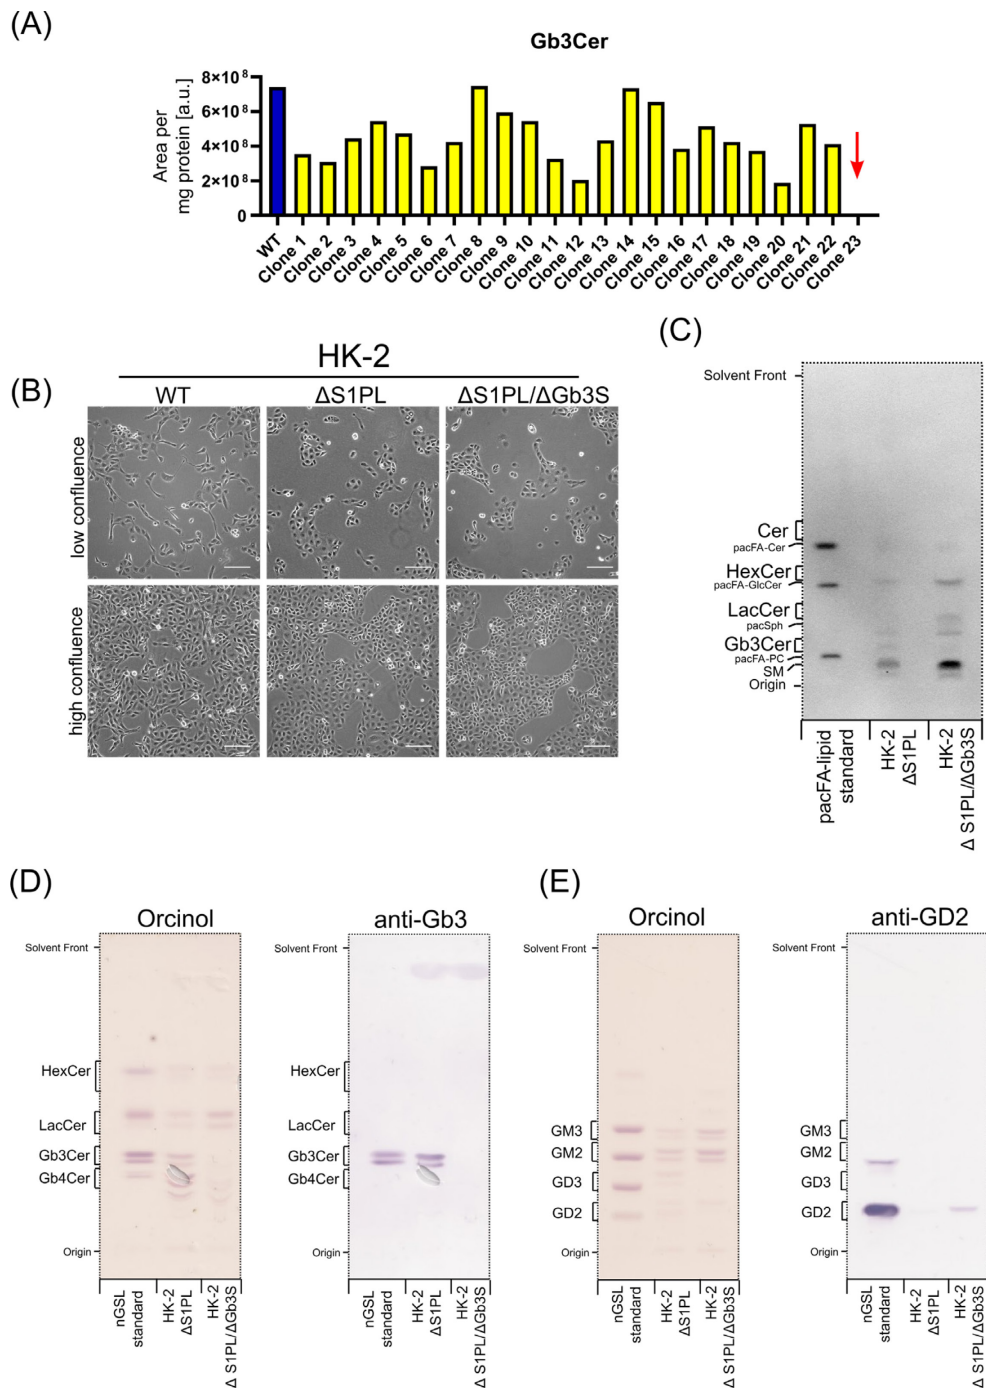 (A)
Gb3Cer
Area per
mg protein [a.u.]
8×10⁸
6×10⁸
4×10⁸
2×10⁸
0
WT
Clone 1
Clone 2
Clone 3
Clone 4
Clone 5
Clone 6
Clone 7
Clone 8
Clone 9
Clone 10
Clone 11
Clone 12
Clone 13
Clone 14
Clone 15
Clone 16
Clone 17
Clone 18
Clone 19
Clone 20
Clone 21
Clone 22
Clone 23
(B)
HK-2
WT
ΔS1PL
ΔS1PL/ΔGb3S
low confluence
high confluence
(C)
Solvent Front
Cer
pacFA-Cer
HexCer
pacFA-GlcCer
LacCer
pacSph
Gb3Cer
pacFA-PC
SM
Origin
pacFA-lipid
standard
HK-2
ΔS1PL
HK-2
Δ S1PL/ΔGb3S
(D)
Orcinol
Solvent Front
HexCer
LacCer
Gb3Cer
Gb4Cer
Origin
nGSL
standard
HK-2
ΔS1PL
HK-2
Δ S1PL/ΔGb3S
anti-Gb3
Solvent Front
HexCer
LacCer
Gb3Cer
Gb4Cer
Origin
nGSL
standard
HK-2
ΔS1PL
HK-2
Δ S1PL/ΔGb3S
(E)
Orcinol
Solvent Front
GM3
GM2
GD3
GD2
Origin
nGSL
standard
HK-2
ΔS1PL
HK-2
Δ S1PL/ΔGb3S
anti-GD2
Solvent Front
GM3
GM2
GD3
GD2
Origin
nGSL
standard
HK-2
ΔS1PL
HK-2
Δ S1PL/ΔGb3S